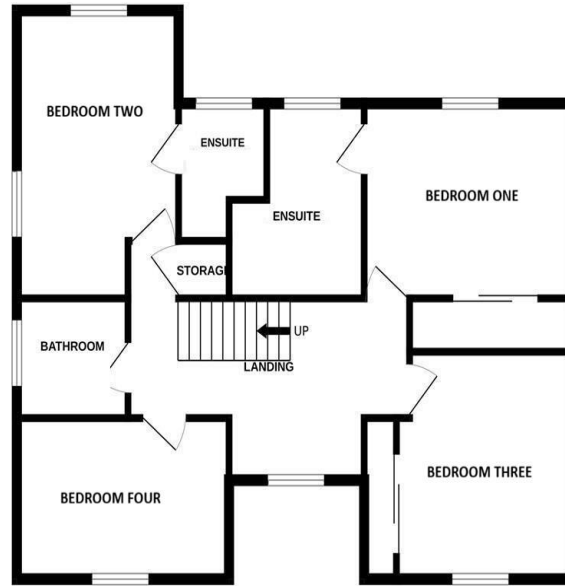 BEDROOM TWO
ENSUITE
ENSUITE
BEDROOM ONE
STORAG
UP
BATHROOM
LANDING
BEDROOM THREE
BEDROOM FOUR